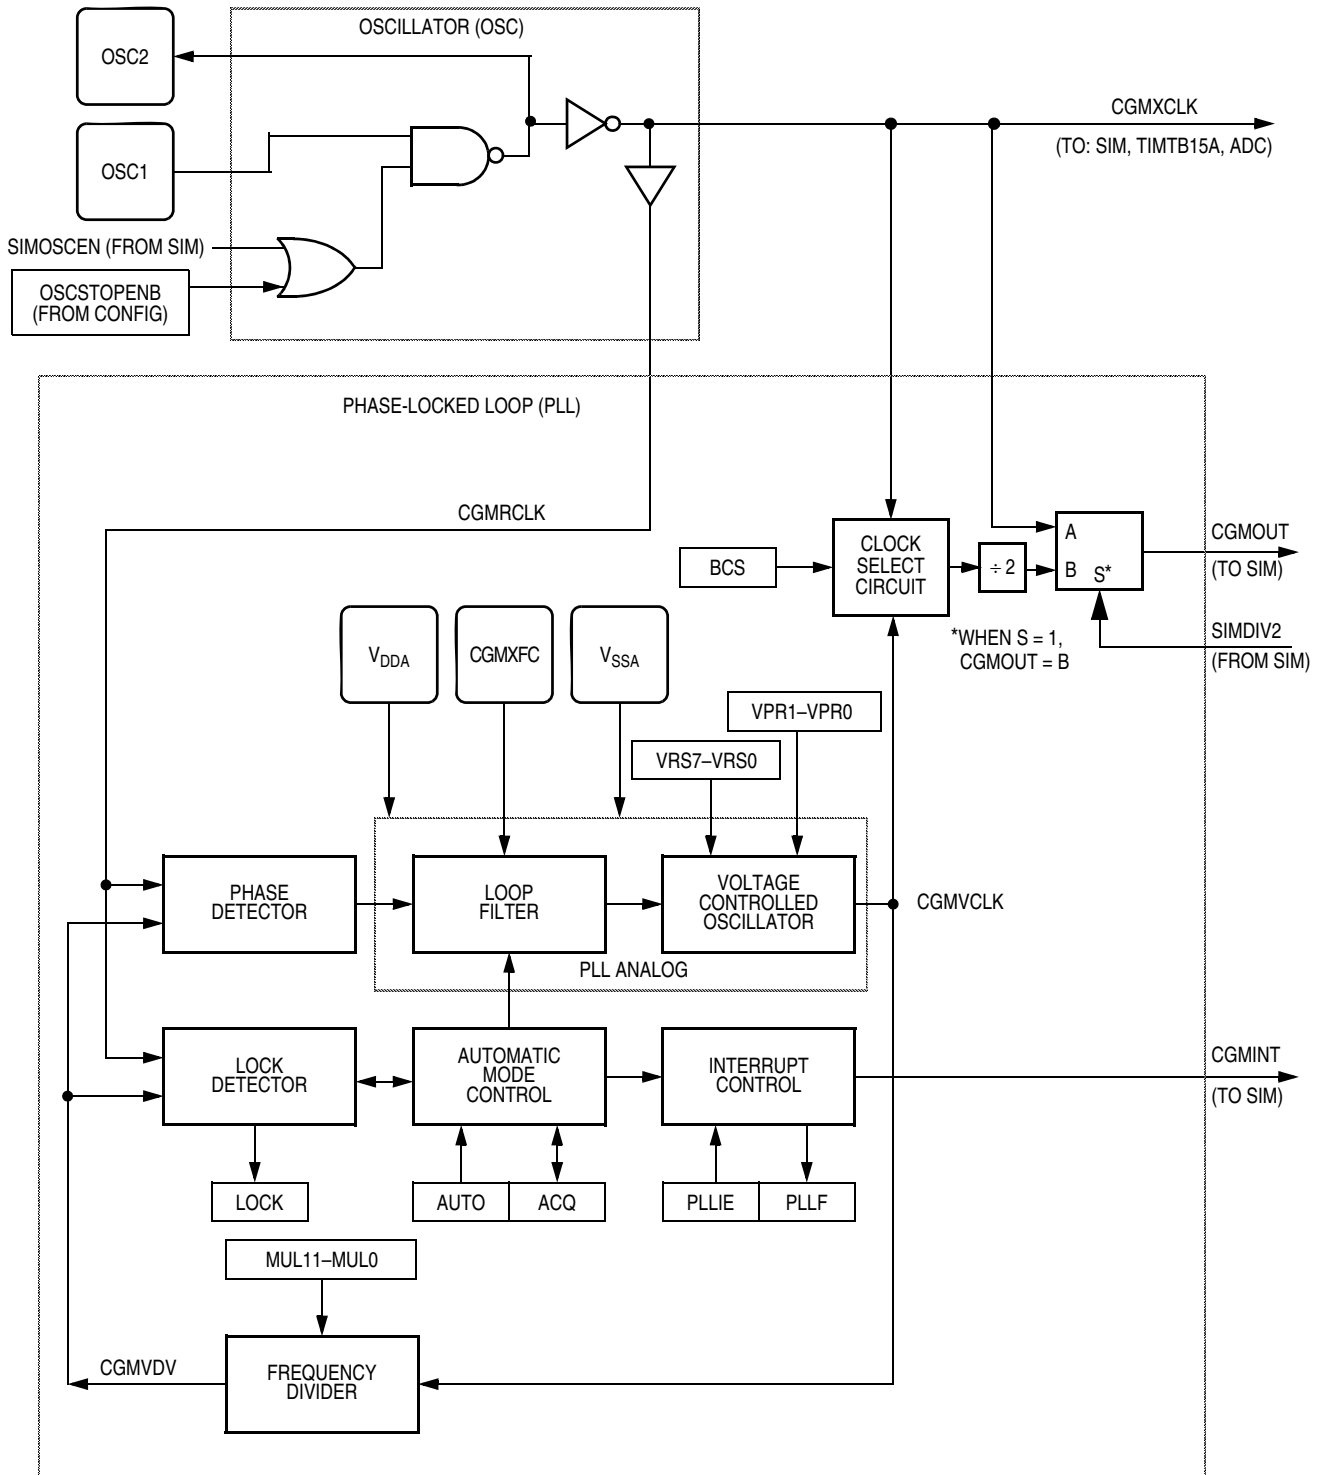 OSCILLATOR (OSC)
OSC2
CGMXCLK
(TO: SIM, TIMTB15A, ADC)
OSC1
SIMOSCEN (FROM SIM)
OSCSTOPENB
(FROM CONFIG)
PHASE-LOCKED LOOP (PLL)
CGMRCLK
CLOCK
SELECT
CIRCUIT
BCS
÷ 2
A
B
S*
CGMOUT
(TO SIM)
*WHEN S = 1,
CGMOUT = B
SIMDIV2
(FROM SIM)
VDDA
CGMXFC
VSSA
VPR1–VPR0
VRS7–VRS0
PHASE
DETECTOR
LOOP
FILTER
VOLTAGE
CONTROLLED
OSCILLATOR
CGMVCLK
PLL ANALOG
LOCK
DETECTOR
AUTOMATIC
MODE
CONTROL
INTERRUPT
CONTROL
CGMINT
(TO SIM)
LOCK
AUTO
ACQ
PLLIE
PLLF
MUL11–MUL0
CGMVDV
FREQUENCY
DIVIDER